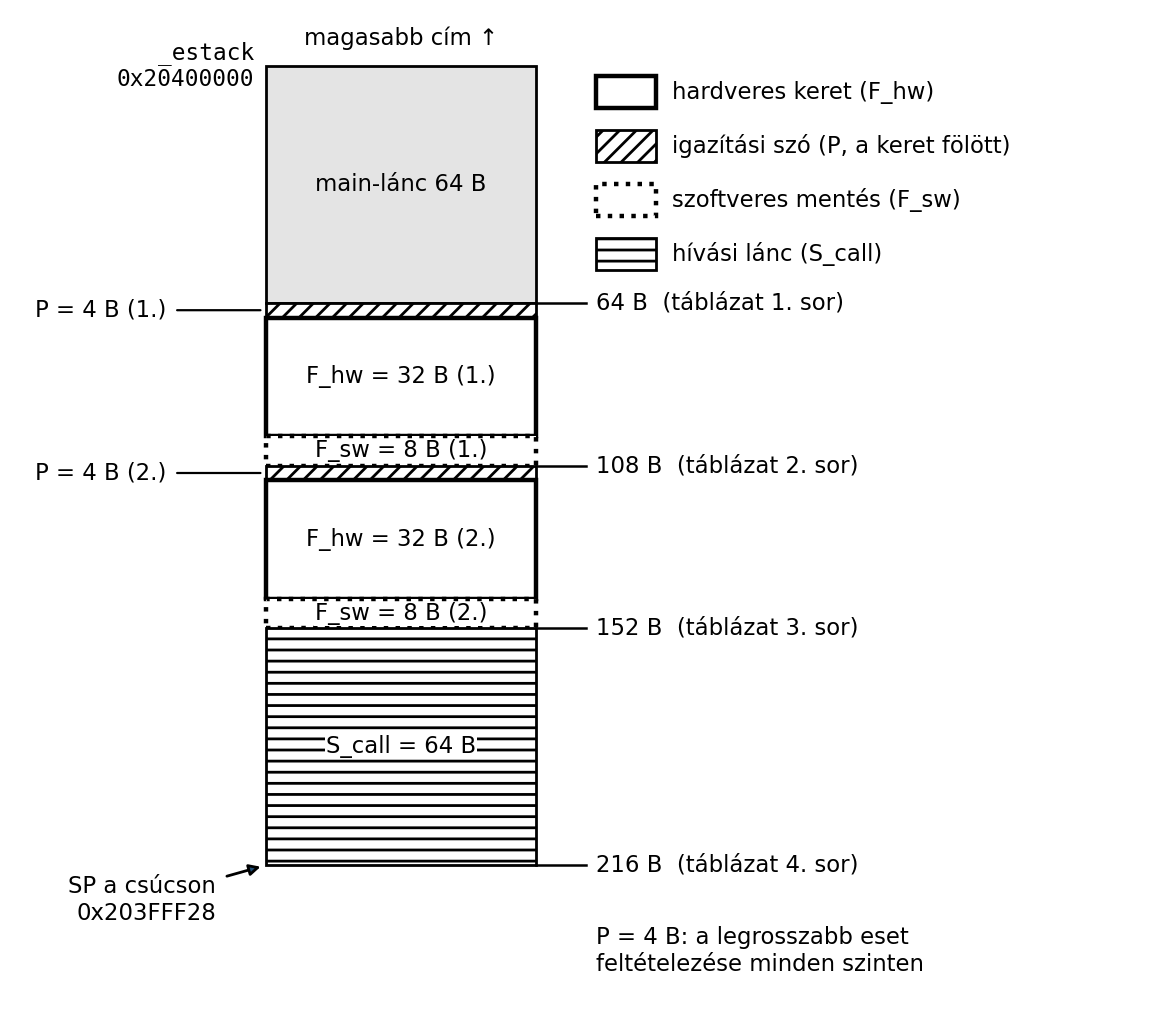 magasabb cím ↑
_estack
0x20400000
hardveres keret (F_hw)
igazítási szó (P, a keret fölött)
szoftveres mentés (F_sw)
hívási lánc (S_call)
main-lánc 64 B
P = 4 B (1.)
64 B  (táblázat 1. sor)
F_hw = 32 B (1.)
F_sw = 8 B (1.)
P = 4 B (2.)
108 B  (táblázat 2. sor)
F_hw = 32 B (2.)
F_sw = 8 B (2.)
152 B  (táblázat 3. sor)
S_call = 64 B
216 B  (táblázat 4. sor)
SP a csúcson
0x203FFF28
P = 4 B: a legrosszabb eset
feltételezése minden szinten